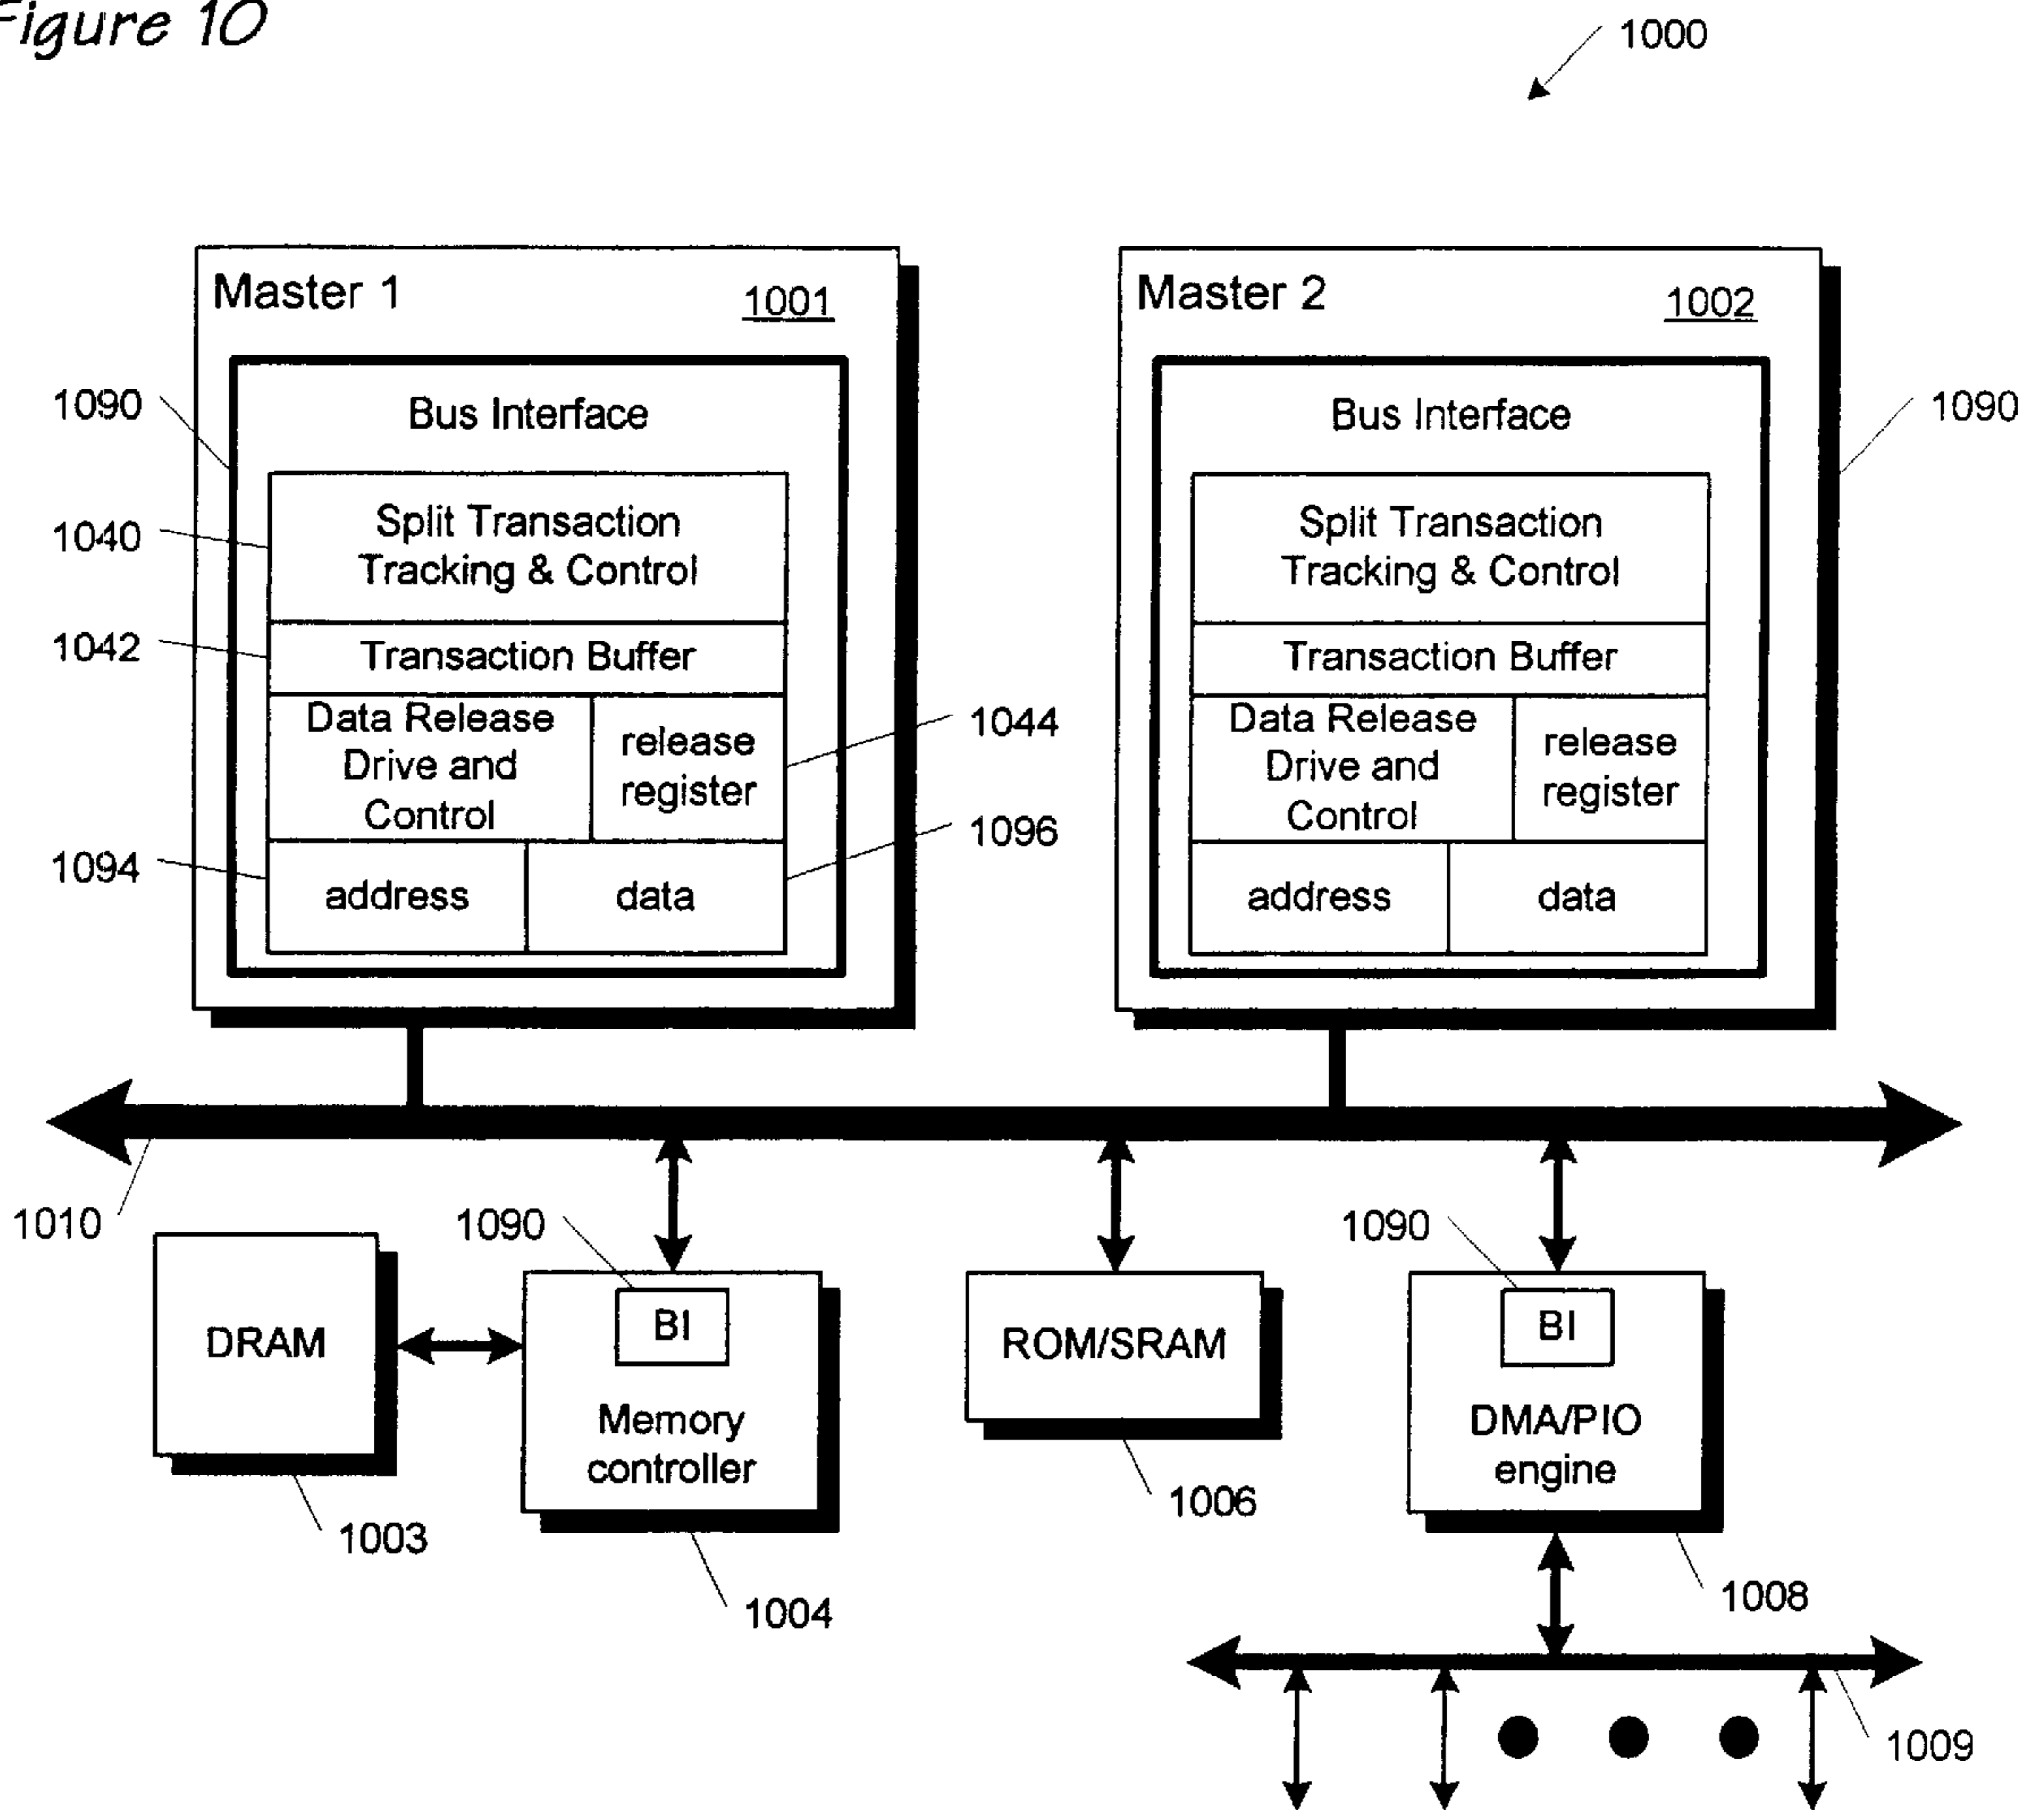 Figure 10
1000
Master 1
1001
1090
Bus Interface
1040
Split Transaction
Tracking & Control
1042
Transaction Buffer
Data Release
Drive and
Control
release
register
1044
1094
address
data
1096
Master 2
1002
1090
Bus Interface
Split Transaction
Tracking & Control
Transaction Buffer
Data Release
Drive and
Control
release
register
address
data
1010
DRAM
1003
1090
BI
Memory
controller
1004
ROM/SRAM
1006
1090
BI
DMA/PIO
engine
1008
1009